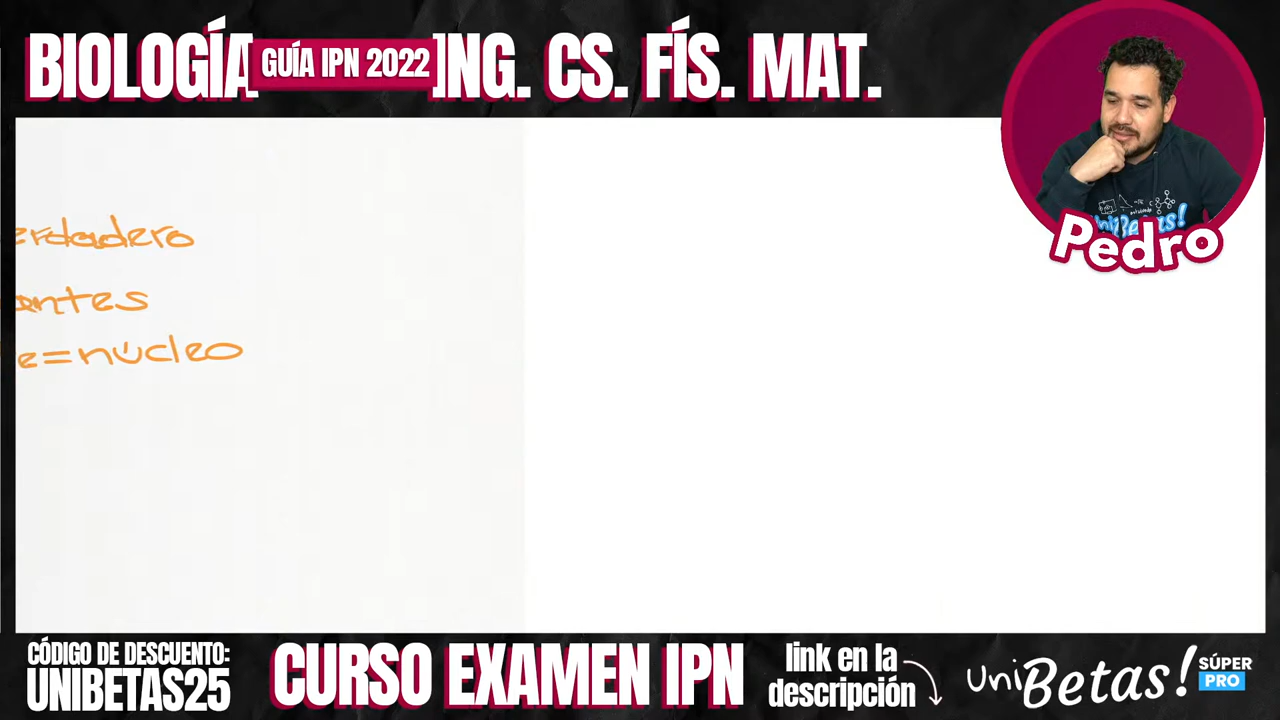 BIOLOGÍA GUÍA IPN 2022 ING. CS. FÍS. MAT.
erdadero
antes
e=núcleo
UniBetas!
Pedro
CÓDIGO DE DESCUENTO:
UNIBETAS25
CURSO EXAMEN IPN
link en la
descripción
UniBetas! SÚPER
PRO